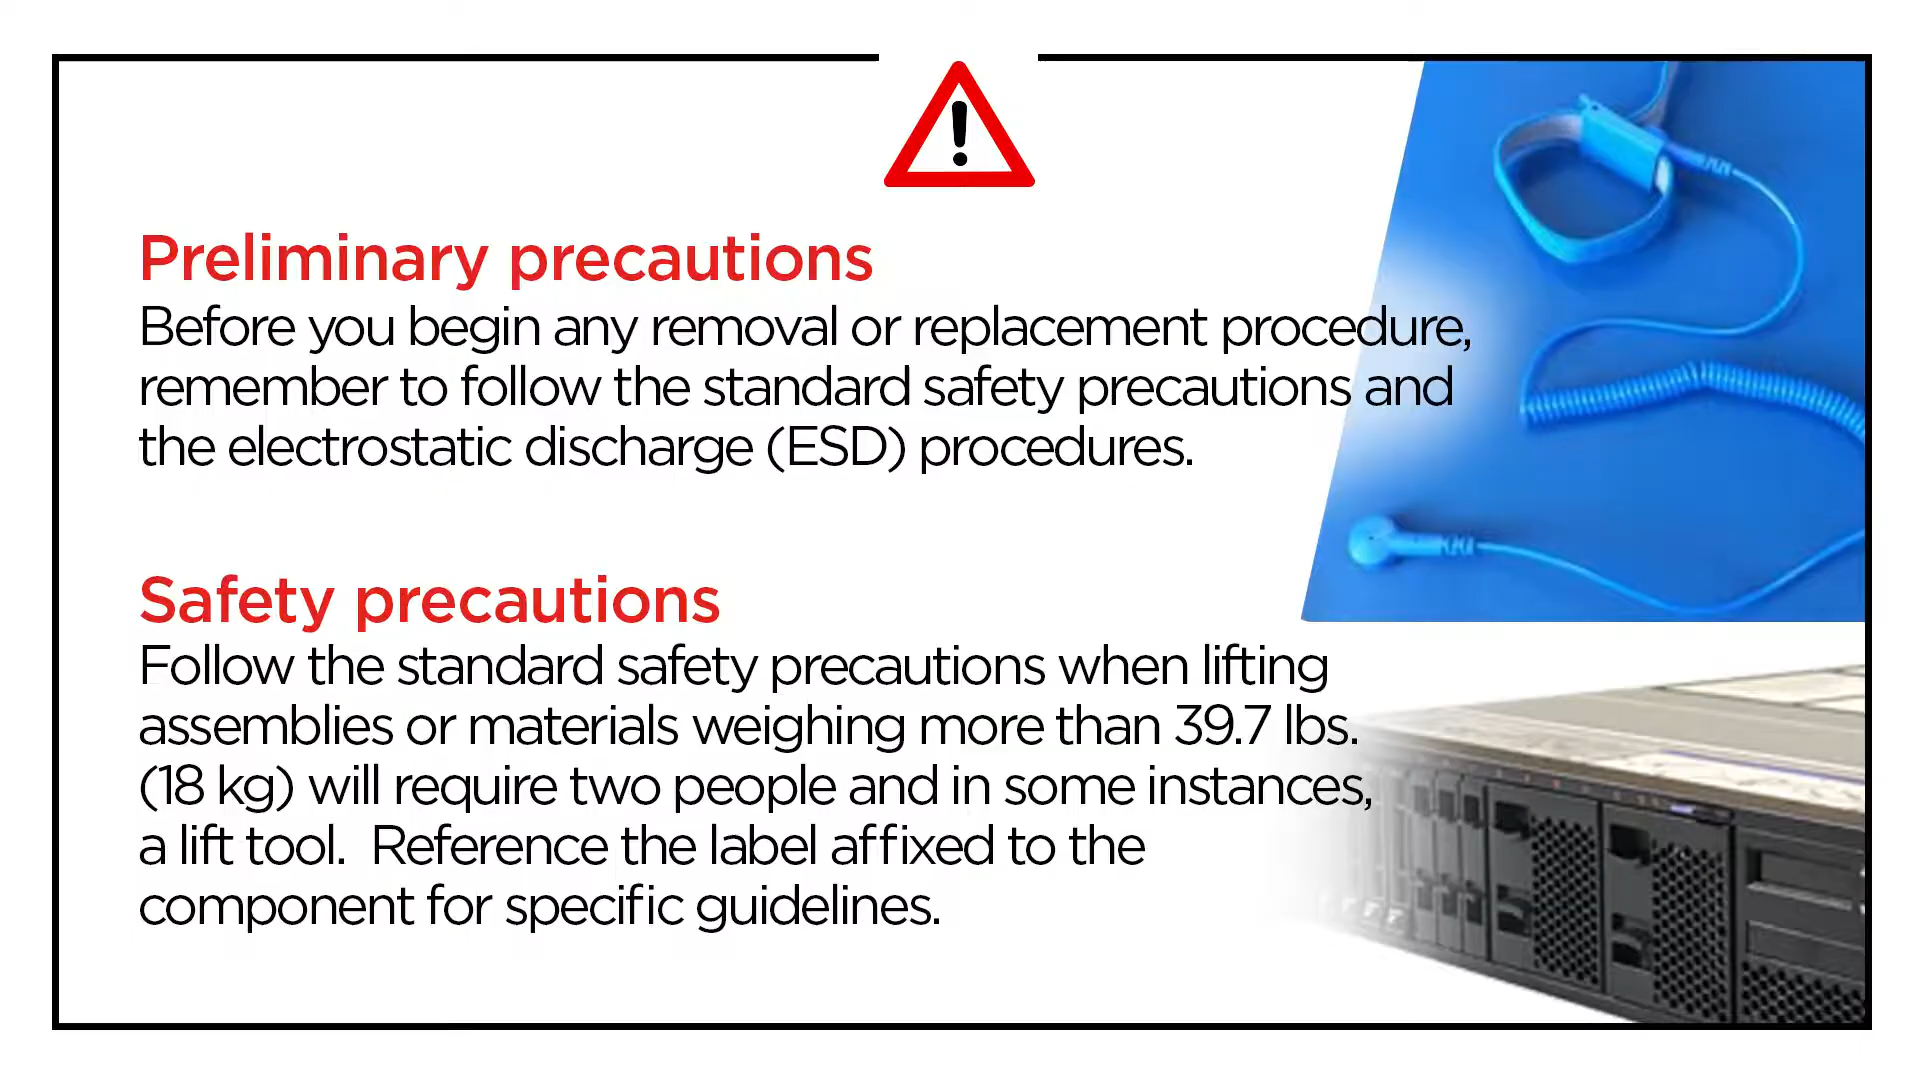 Preliminary precautions
Before you begin any removal or replacement procedure,
remember to follow the standard safety precautions and
the electrostatic discharge (ESD) procedures.
Safety precautions
Follow the standard safety precautions when lifting
assemblies or materials weighing more than 39.7 lbs.
(18 kg) will require two people and in some instances,
a lift tool.  Reference the label affixed to the
component for specific guidelines.